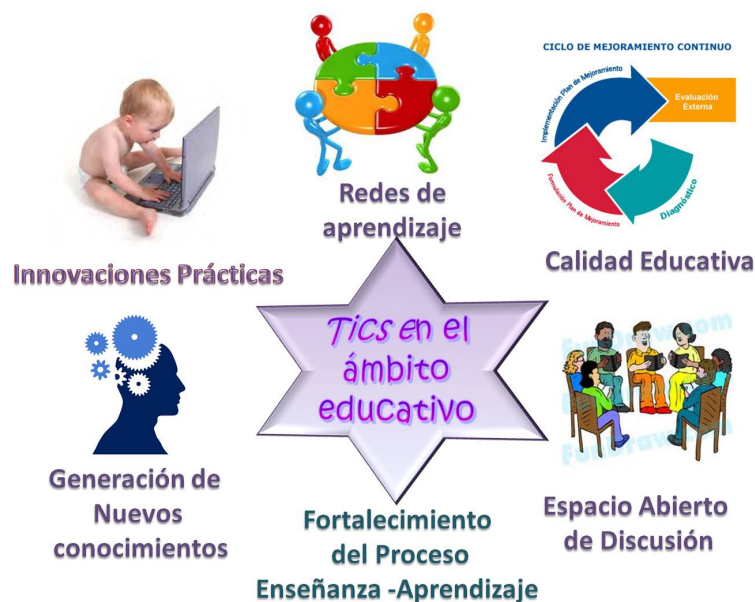 CICLO DE MEJORAMIENTO CONTINUO
Implementación Plan de Mejoramiento
Evaluación
Externa
Formulación Plan de Mejoramiento
Diagnóstico
Redes de
aprendizaje
Innovaciones Prácticas
Calidad Educativa
Tics en el
ámbito
educativo
Generación de
Nuevos
conocimientos
Fortalecimiento
del Proceso
Enseñanza -Aprendizaje
Espacio Abierto
de Discusión